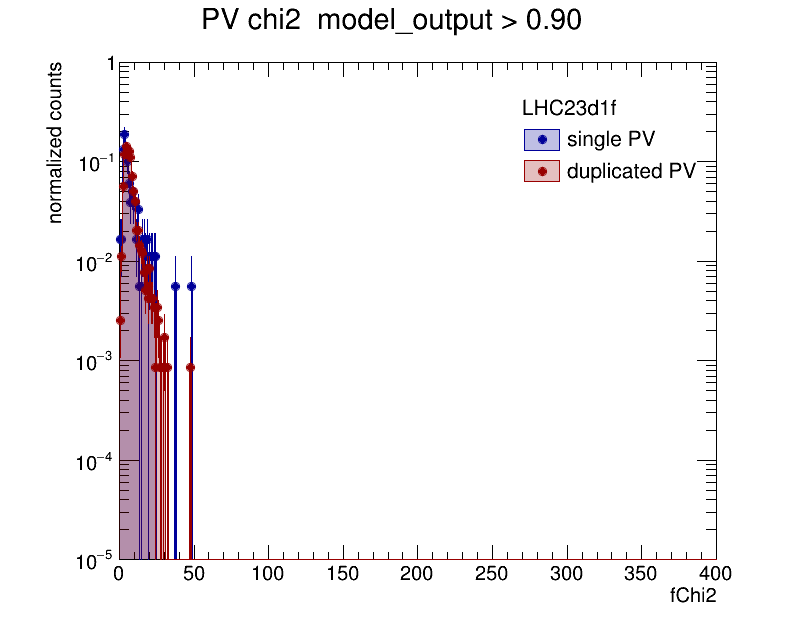 PV chi2 model_output > 0.90
normalized counts
1
10⁻¹
10⁻²
10⁻³
10⁻⁴
10⁻⁵
LHC23d1f
single PV
duplicated PV
0 50 100 150 200 250 300 350 400
fChi2